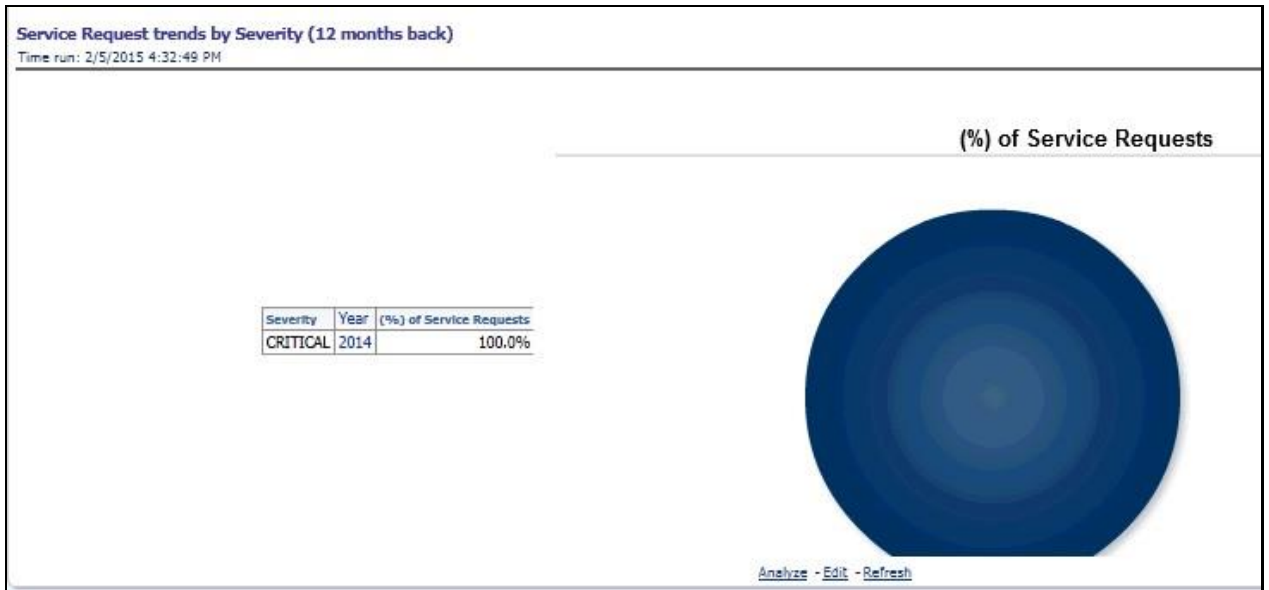 Service Request trends by Severity (12 months back)
Time run: 2/5/2015 4:32:49 PM
(%) of Service Requests
Severity Year (%) of Service Requests
CRITICAL 2014 100.0%
Analyze - Edit - Refresh